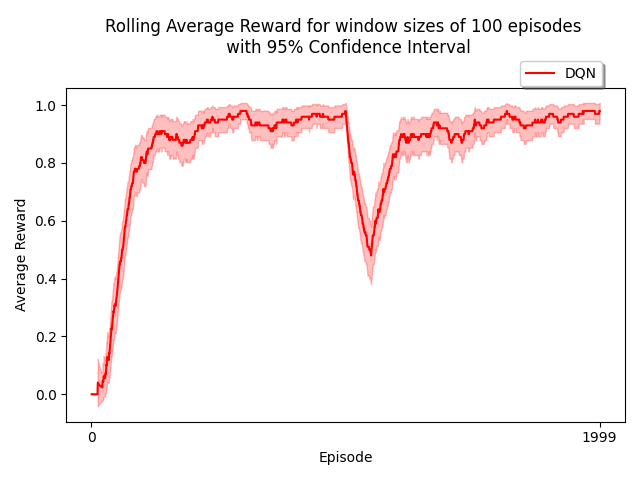 Rolling Average Reward for window sizes of 100 episodes
with 95% Confidence Interval
DQN
1.0
0.8
0.6
0.4
0.2
0.0
Average Reward
0 1999
Episode